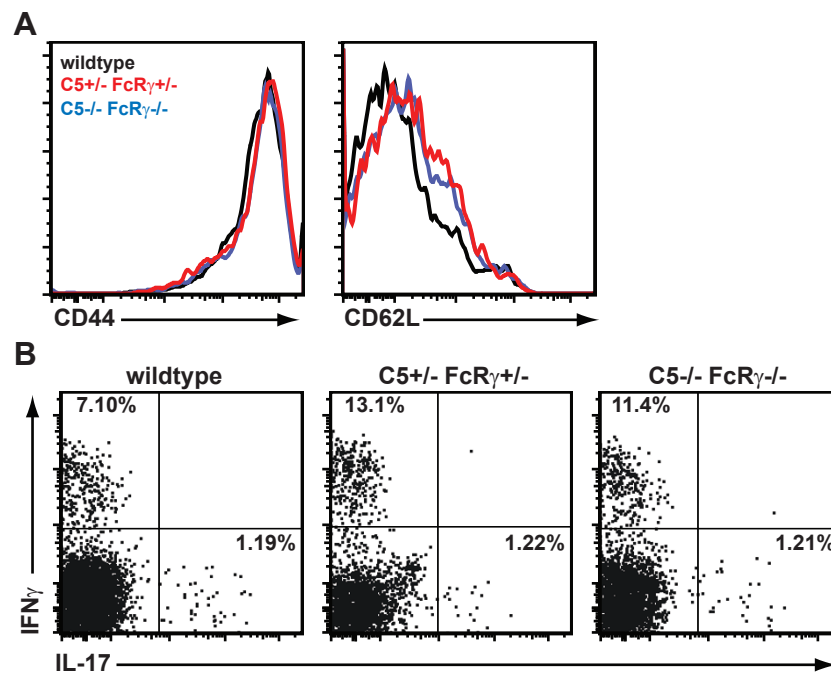 A
wildtype
C5+/- FcRγ+/-
C5-/- FcRγ-/-
CD44
CD62L
B
wildtype
C5+/- FcRγ+/-
C5-/- FcRγ-/-
7.10%
13.1%
11.4%
1.19%
1.22%
1.21%
IFNγ
IL-17